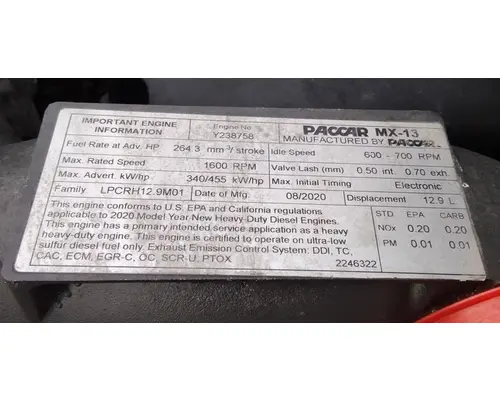 IMPORTANT ENGINE INFORMATION
Engine No Y238758
PACCAR MX-13
MANUFACTURED BY PACCAR
Fuel Rate at Adv. HP 264.3 mm³/stroke Idle Speed 600 - 700 RPM
Max. Rated Speed 1600 RPM Valve Lash (mm) 0.50 int. 0.70 exh.
Max. Advert. kW/hp 340/455 kW/hp Max. Initial Timing Electronic
Family LPCRH12.9M01 Date of Mfg. 08/2020 Displacement 12.9 L
This engine conforms to U.S. EPA and California regulations
applicable to 2020 Model Year New Heavy-Duty Diesel Engines.
This engine has a primary intended service application as a heavy
heavy-duty engine. This engine is certified to operate on ultra-low
sulfur diesel fuel only. Exhaust Emission Control System: DDI, TC,
CAC, ECM, EGR-C, OC, SCR-U, PTOX
STD EPA CARB
NOx 0.20 0.20
PM 0.01 0.01
2246322